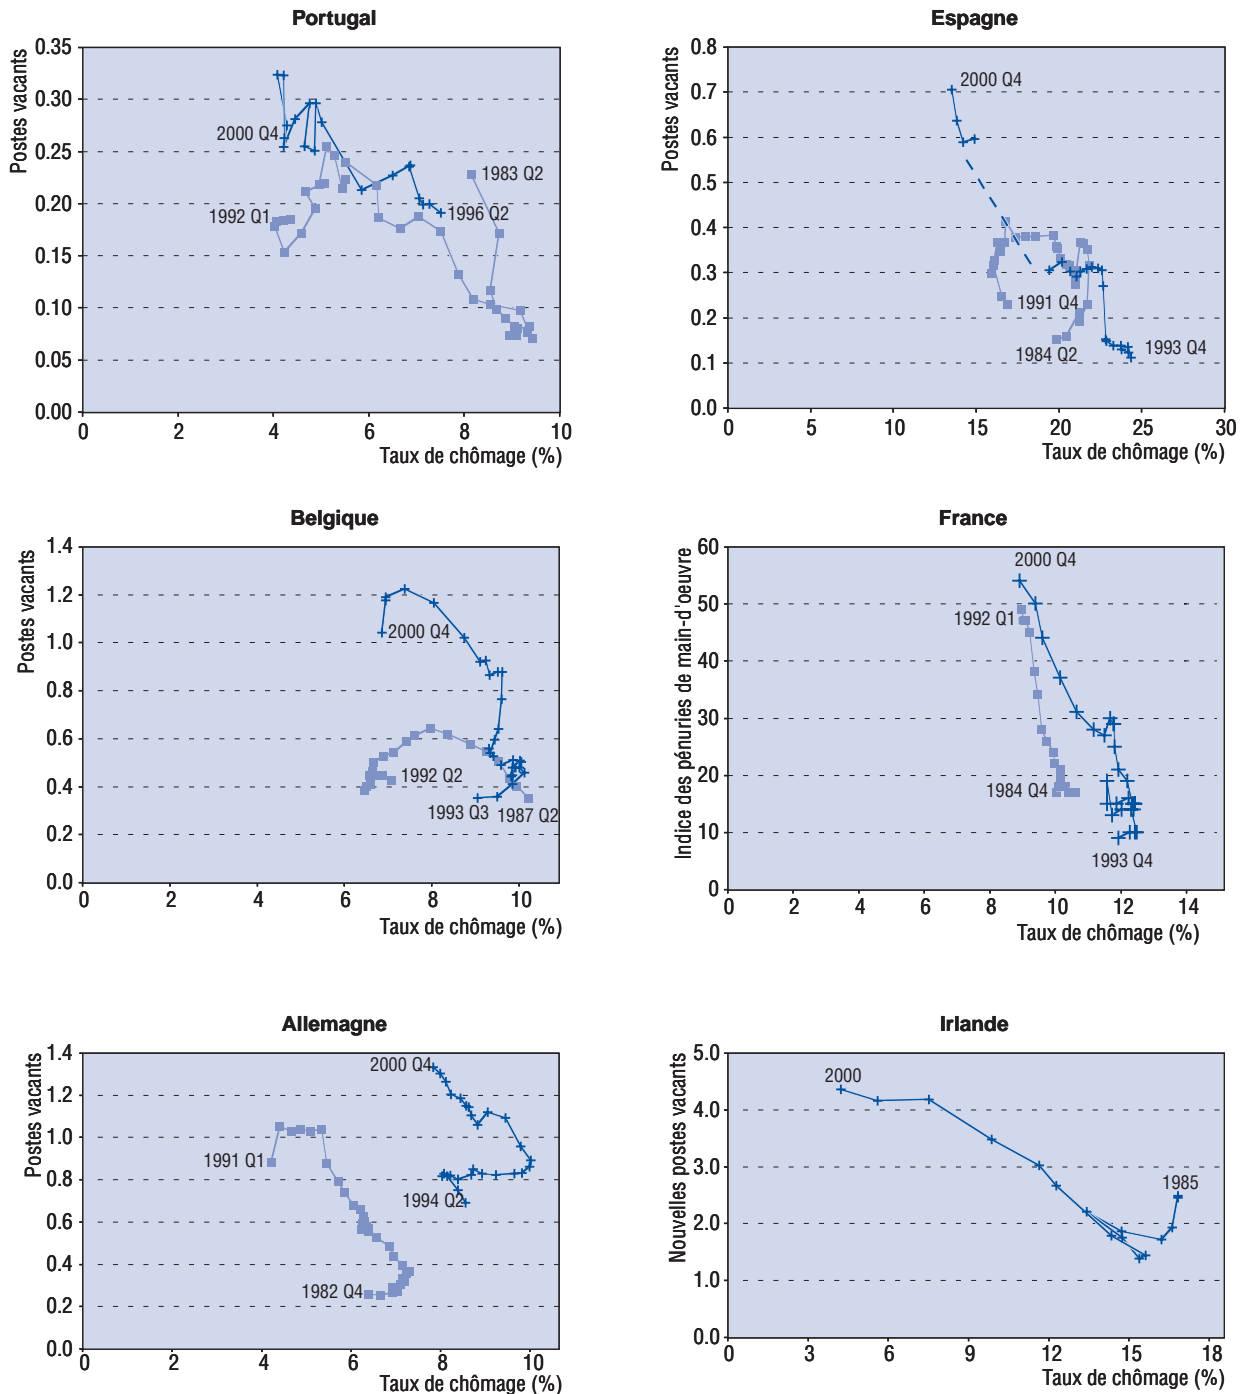 Portugal
Postes vacants
0.35
0.30
0.25
0.20
0.15
0.10
0.05
0.00
2000 Q4
1983 Q2
1992 Q1
1996 Q2
0 2 4 6 8 10
Taux de chômage (%)
Espagne
Postes vacants
0.8
0.7
0.6
0.5
0.4
0.3
0.2
0.1
0.0
2000 Q4
1991 Q4
1984 Q2
1993 Q4
0 5 10 15 20 25 30
Taux de chômage (%)
Belgique
Postes vacants
1.4
1.2
1.0
0.8
0.6
0.4
0.2
0.0
2000 Q4
1992 Q2
1993 Q3
1987 Q2
0 2 4 6 8 10
Taux de chômage (%)
France
Indice des pénuries de main-d'oeuvre
60
50
40
30
20
10
0
2000 Q4
1992 Q1
1984 Q4
1993 Q4
0 2 4 6 8 10 12 14
Taux de chômage (%)
Allemagne
Postes vacants
1.4
1.2
1.0
0.8
0.6
0.4
0.2
0.0
2000 Q4
1991 Q1
1994 Q2
1982 Q4
0 2 4 6 8 10
Taux de chômage (%)
Irlande
Nouvelles postes vacants
5.0
4.0
3.0
2.0
1.0
0.0
2000
1985
0 3 6 9 12 15 18
Taux de chômage (%)